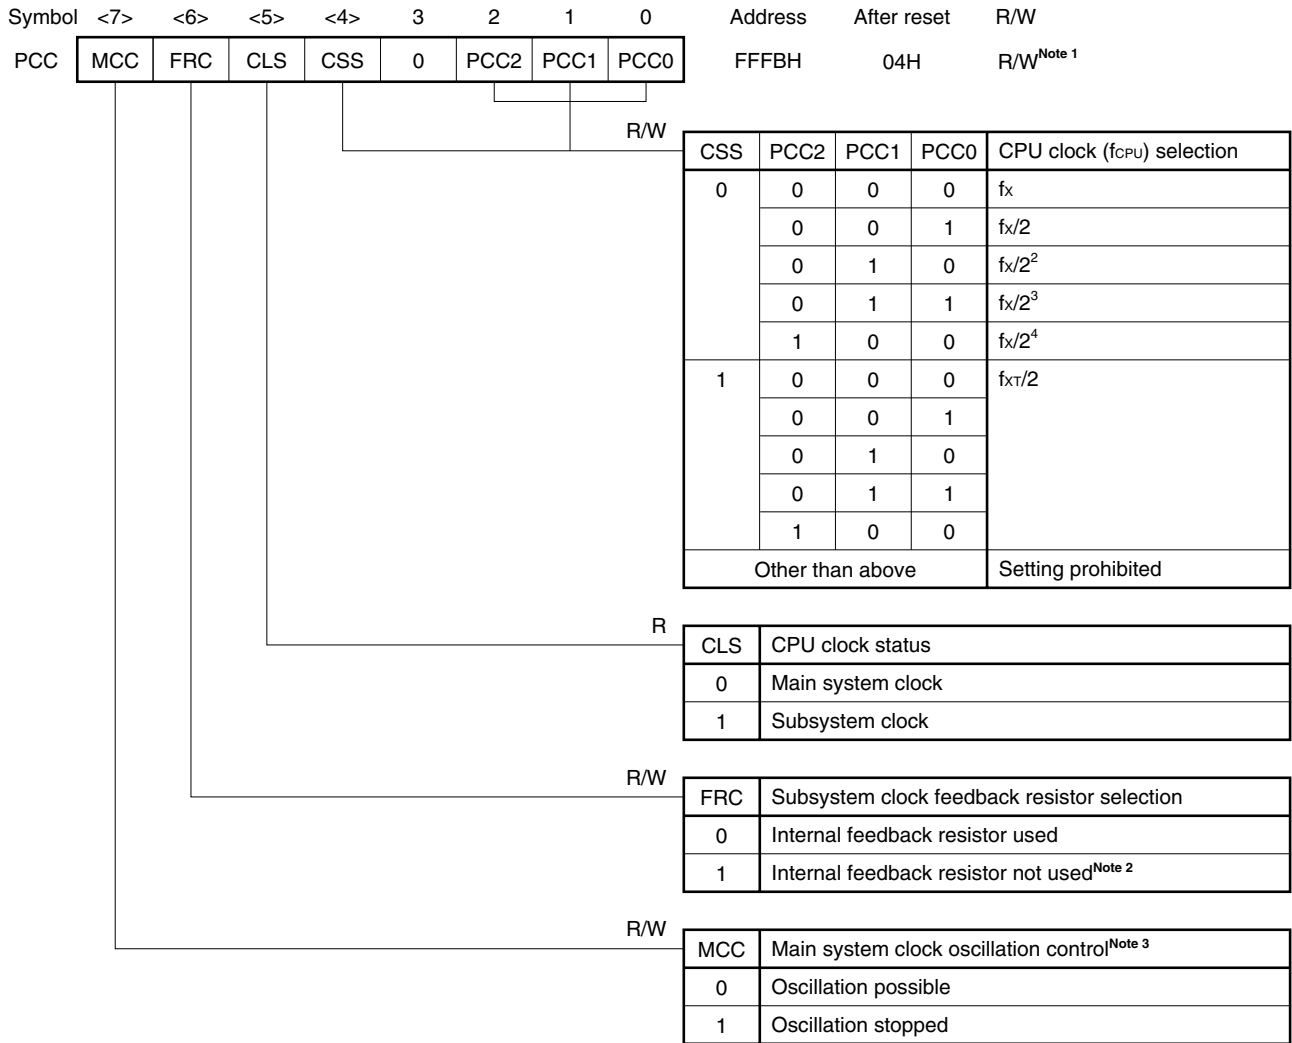 Symbol <7> <6> <5> <4> 3 2 1 0 Address After reset R/W
PCC MCC FRC CLS CSS 0 PCC2 PCC1 PCC0 FFFBH 04H R/WNote 1
R/W
CSS PCC2 PCC1 PCC0 CPU clock (fCPU) selection
0 0 0 0 fX
0 0 1 fX/2
0 1 0 fX/2²
0 1 1 fX/2³
1 0 0 fX/2⁴
1 0 0 0 fXT/2
0 0 1
0 1 0
0 1 1
1 0 0
Other than above Setting prohibited
R
CLS CPU clock status
0 Main system clock
1 Subsystem clock
R/W
FRC Subsystem clock feedback resistor selection
0 Internal feedback resistor used
1 Internal feedback resistor not usedNote 2
R/W
MCC Main system clock oscillation controlNote 3
0 Oscillation possible
1 Oscillation stopped